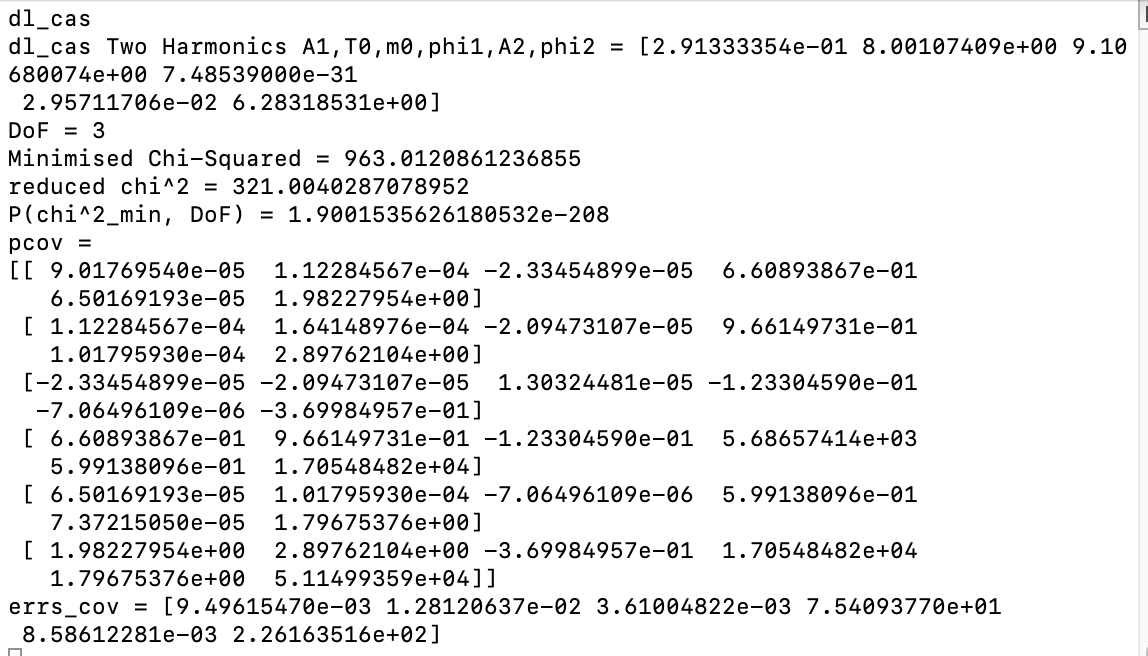 dl_cas
dl_cas Two Harmonics A1,T0,m0,phi1,A2,phi2 = [2.91333354e-01 8.00107409e+00 9.10
680074e+00 7.48539000e-31
 2.95711706e-02 6.28318531e+00]
DoF = 3
Minimised Chi-Squared = 963.0120861236855
reduced chi^2 = 321.0040287078952
P(chi^2_min, DoF) = 1.9001535626180532e-208
pcov =
[[ 9.01769540e-05  1.12284567e-04 -2.33454899e-05  6.60893867e-01
   6.50169193e-05  1.98227954e+00]
 [ 1.12284567e-04  1.64148976e-04 -2.09473107e-05  9.66149731e-01
   1.01795930e-04  2.89762104e+00]
 [-2.33454899e-05 -2.09473107e-05  1.30324481e-05 -1.23304590e-01
  -7.06496109e-06 -3.69984957e-01]
 [ 6.60893867e-01  9.66149731e-01 -1.23304590e-01  5.68657414e+03
   5.99138096e-01  1.70548482e+04]
 [ 6.50169193e-05  1.01795930e-04 -7.06496109e-06  5.99138096e-01
   7.37215050e-05  1.79675376e+00]
 [ 1.98227954e+00  2.89762104e+00 -3.69984957e-01  1.70548482e+04
   1.79675376e+00  5.11499359e+04]]
errs_cov = [9.49615470e-03 1.28120637e-02 3.61004822e-03 7.54093770e+01
 8.58612281e-03 2.26163516e+02]